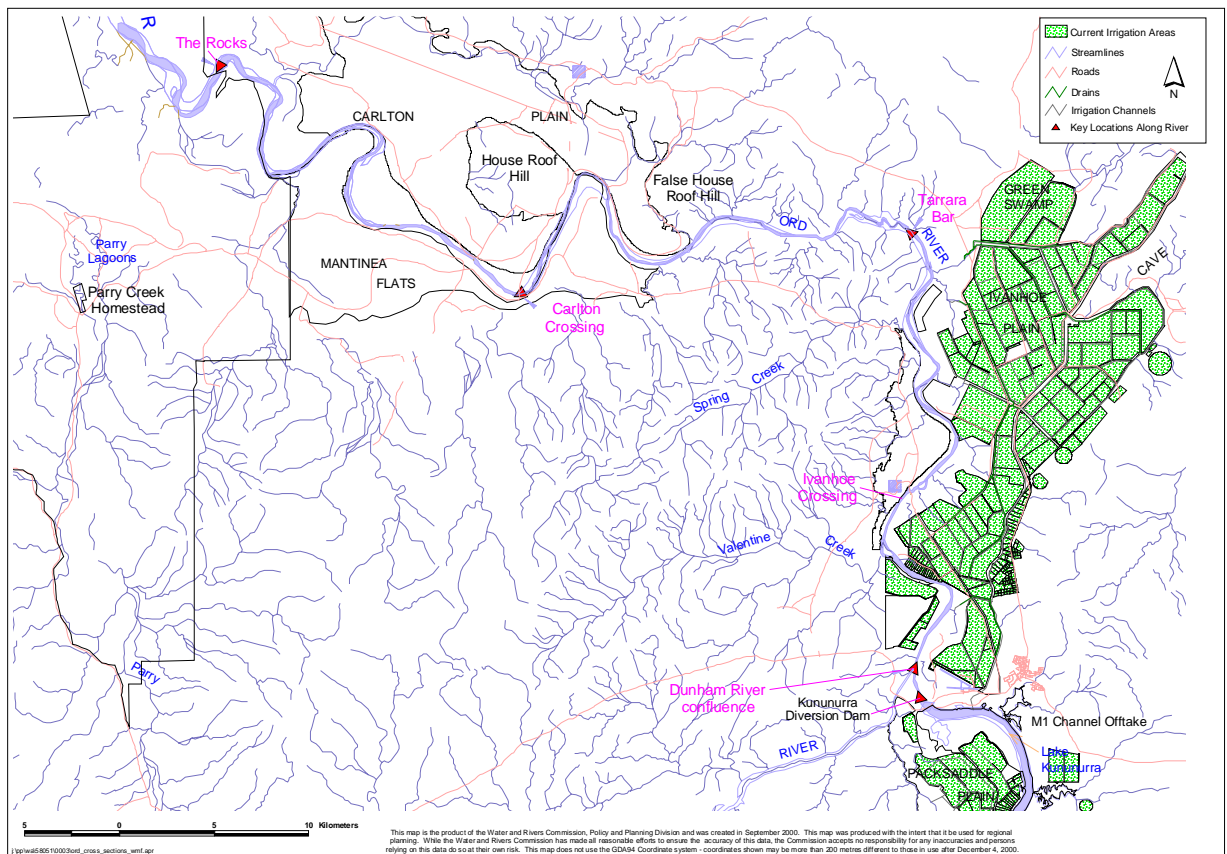 R
The Rocks
CARLTON
PLAIN
House Roof
Hill
False House
Roof Hill
Tarrara
Bar
ORD
RIVER
GREEN
SWAMP
CAVE
IVANHOE
PLAIN
Parry
Lagoons
Parry Creek
Homestead
MANTINEA
FLATS
Carlton
Crossing
Spring Creek
Ivanhoe
Crossing
Valentine Creek
Parry
Dunham River
confluence
Kununurra
Diversion Dam
M1 Channel Offtake
RIVER
Lake
Kununurra
PACKSADDLE
PLAIN
Current Irrigation Areas
Streamlines
Roads
Drains
Irrigation Channels
Key Locations Along River
N
5 0 5 10 Kilometers
This map is the product of the Water and Rivers Commission, Policy and Planning Division and was created in September 2000. This map was produced with the intent that it be used for regional
planning. While the Water and Rivers Commission has made all reasonable efforts to ensure the accuracy of this data, the Commission accepts no responsibility for any inaccuracies and persons
relying on this data do so at their own risk. This map does not use the GDA94 Coordinate system - coordinates shown may be more than 200 metres different to those in use after December 4, 2000.